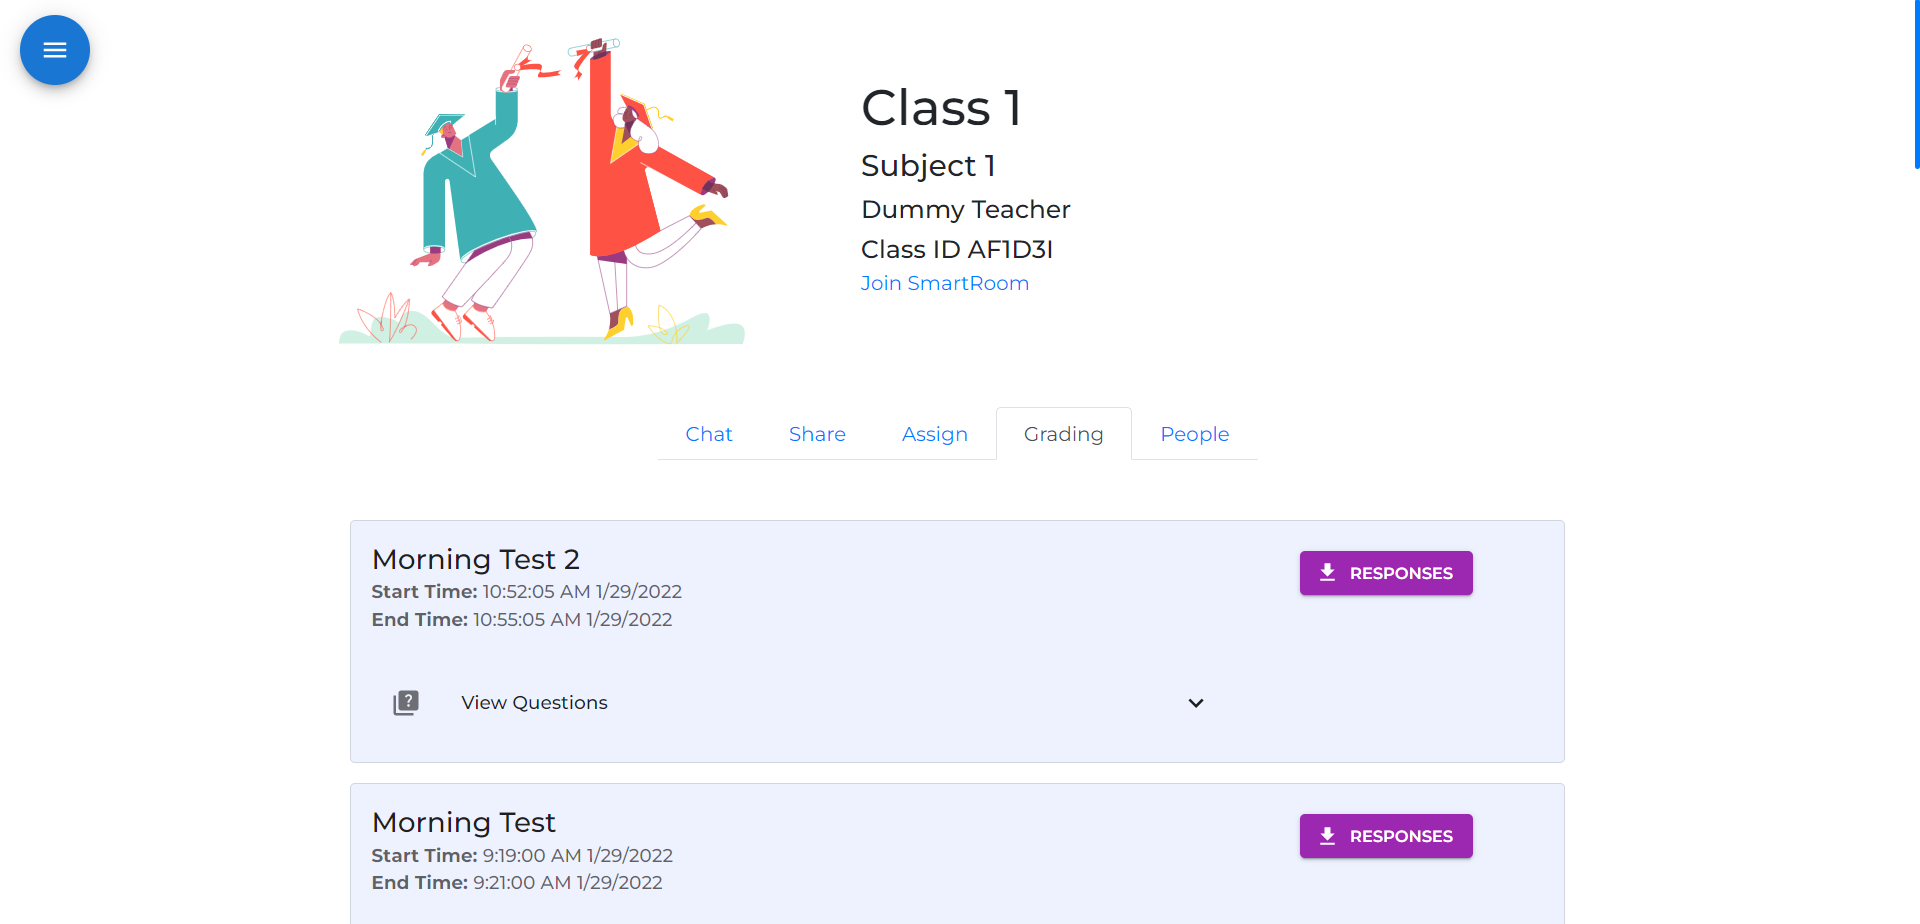 Class 1
Subject 1
Dummy Teacher
Class ID AF1D3I
Join SmartRoom
Chat Share Assign Grading People
Morning Test 2
RESPONSES
Start Time: 10:52:05 AM 1/29/2022
End Time: 10:55:05 AM 1/29/2022
View Questions
Morning Test
RESPONSES
Start Time: 9:19:00 AM 1/29/2022
End Time: 9:21:00 AM 1/29/2022